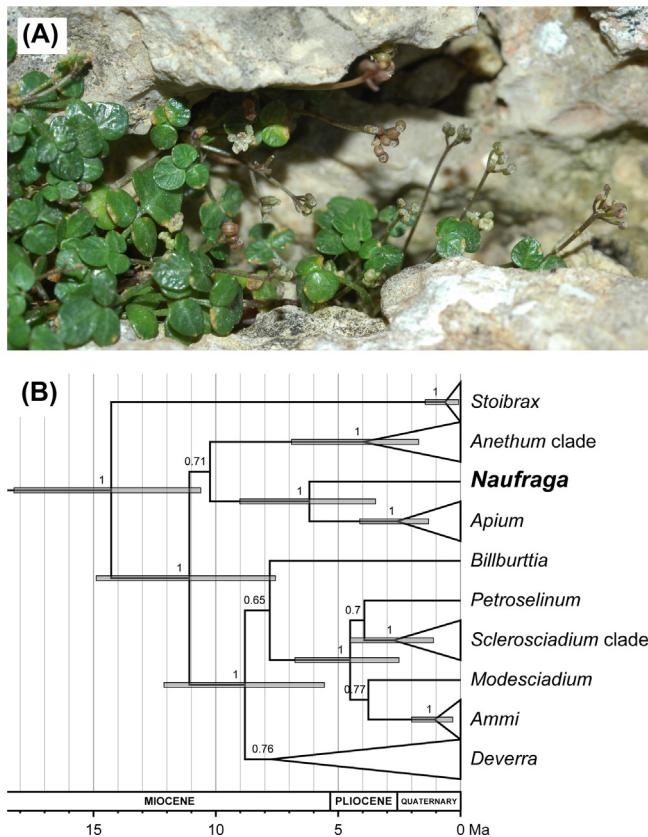 (A)
(B)
1
Stoibrax
1
Anethum clade
0.71
1
Naufraga
1
1
Apium
Billburttia
1
0.65
0.7
Petroselinum
1
Sclerosciadium clade
1
1
0.77
Modesciadium
1
Ammi
0.76
Deverra
MIOCENE PLIOCENE QUATERNARY
15 10 5 0 Ma